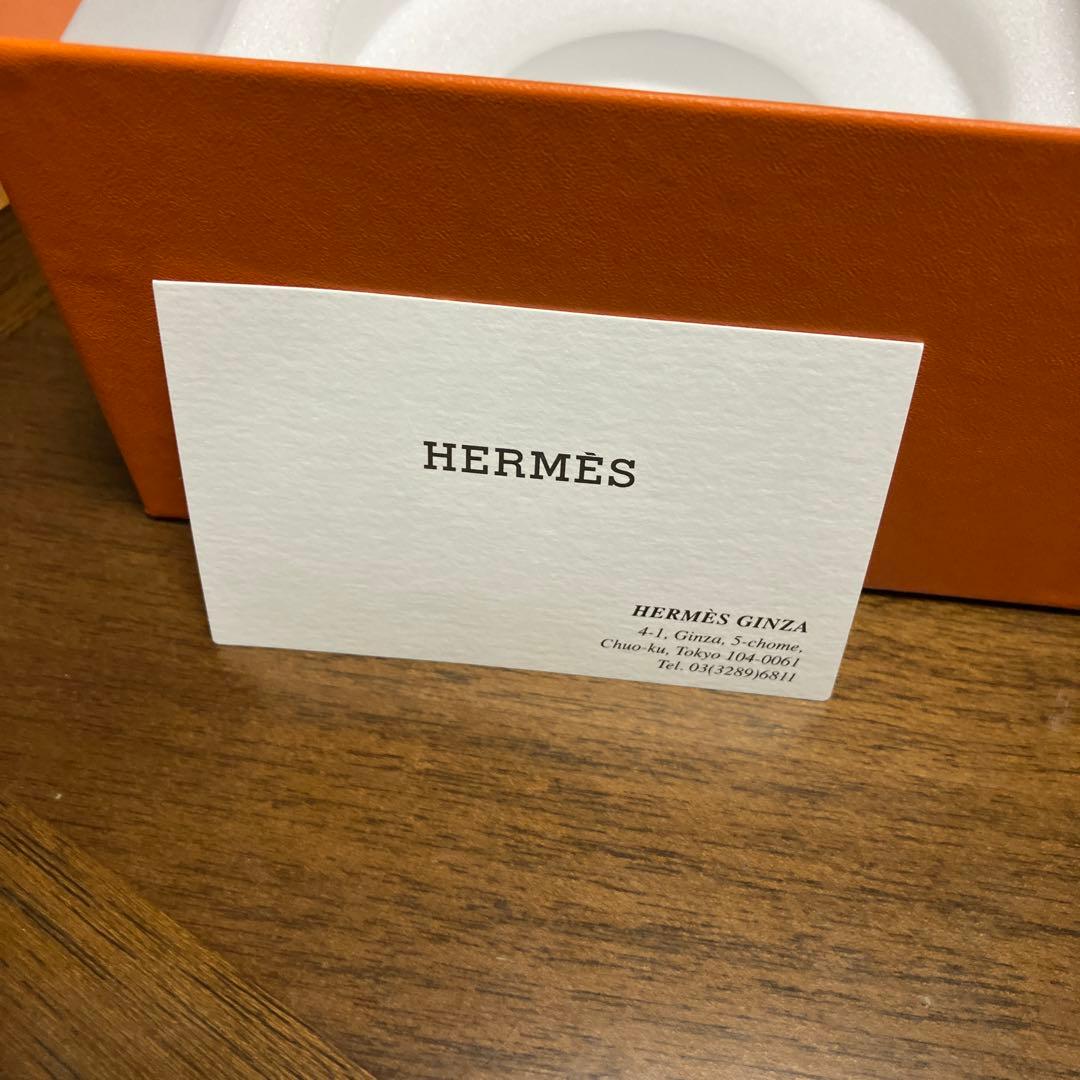 HERMÈS
HERMÈS GINZA
4-1, Ginza, 5-chome,
Chuo-ku, Tokyo 104-0061
Tel. 03(3289)6811